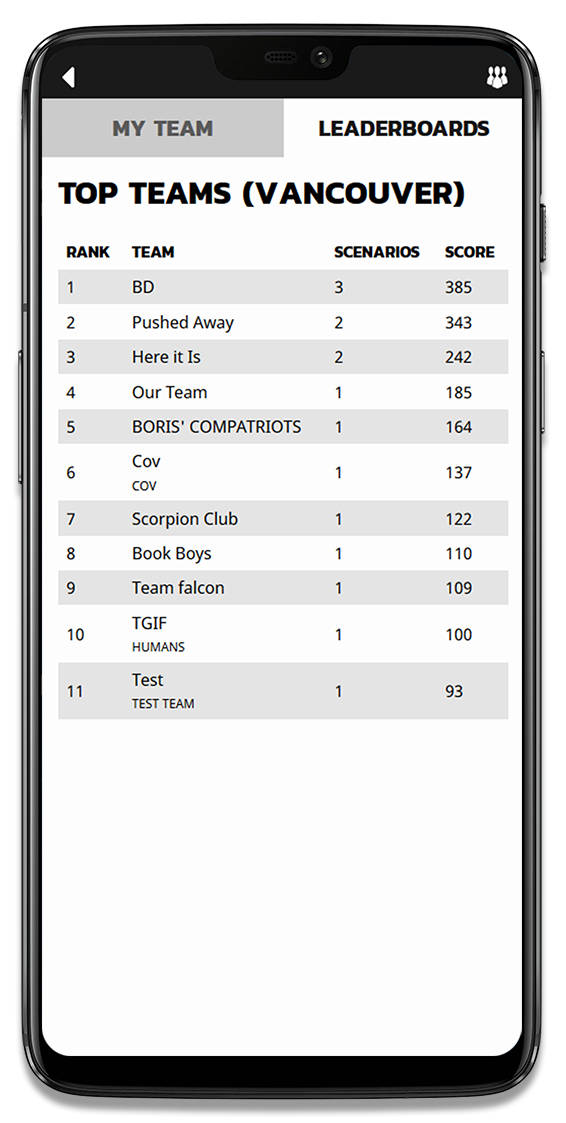 MY TEAM LEADERBOARDS
TOP TEAMS (VANCOUVER)
RANK TEAM SCENARIOS SCORE
1 BD 3 385
2 Pushed Away 2 343
3 Here it Is 2 242
4 Our Team 1 185
5 BORIS' COMPATRIOTS 1 164
6 Cov 1 137
COV
7 Scorpion Club 1 122
8 Book Boys 1 110
9 Team falcon 1 109
10 TGIF 1 100
HUMANS
11 Test 1 93
TEST TEAM